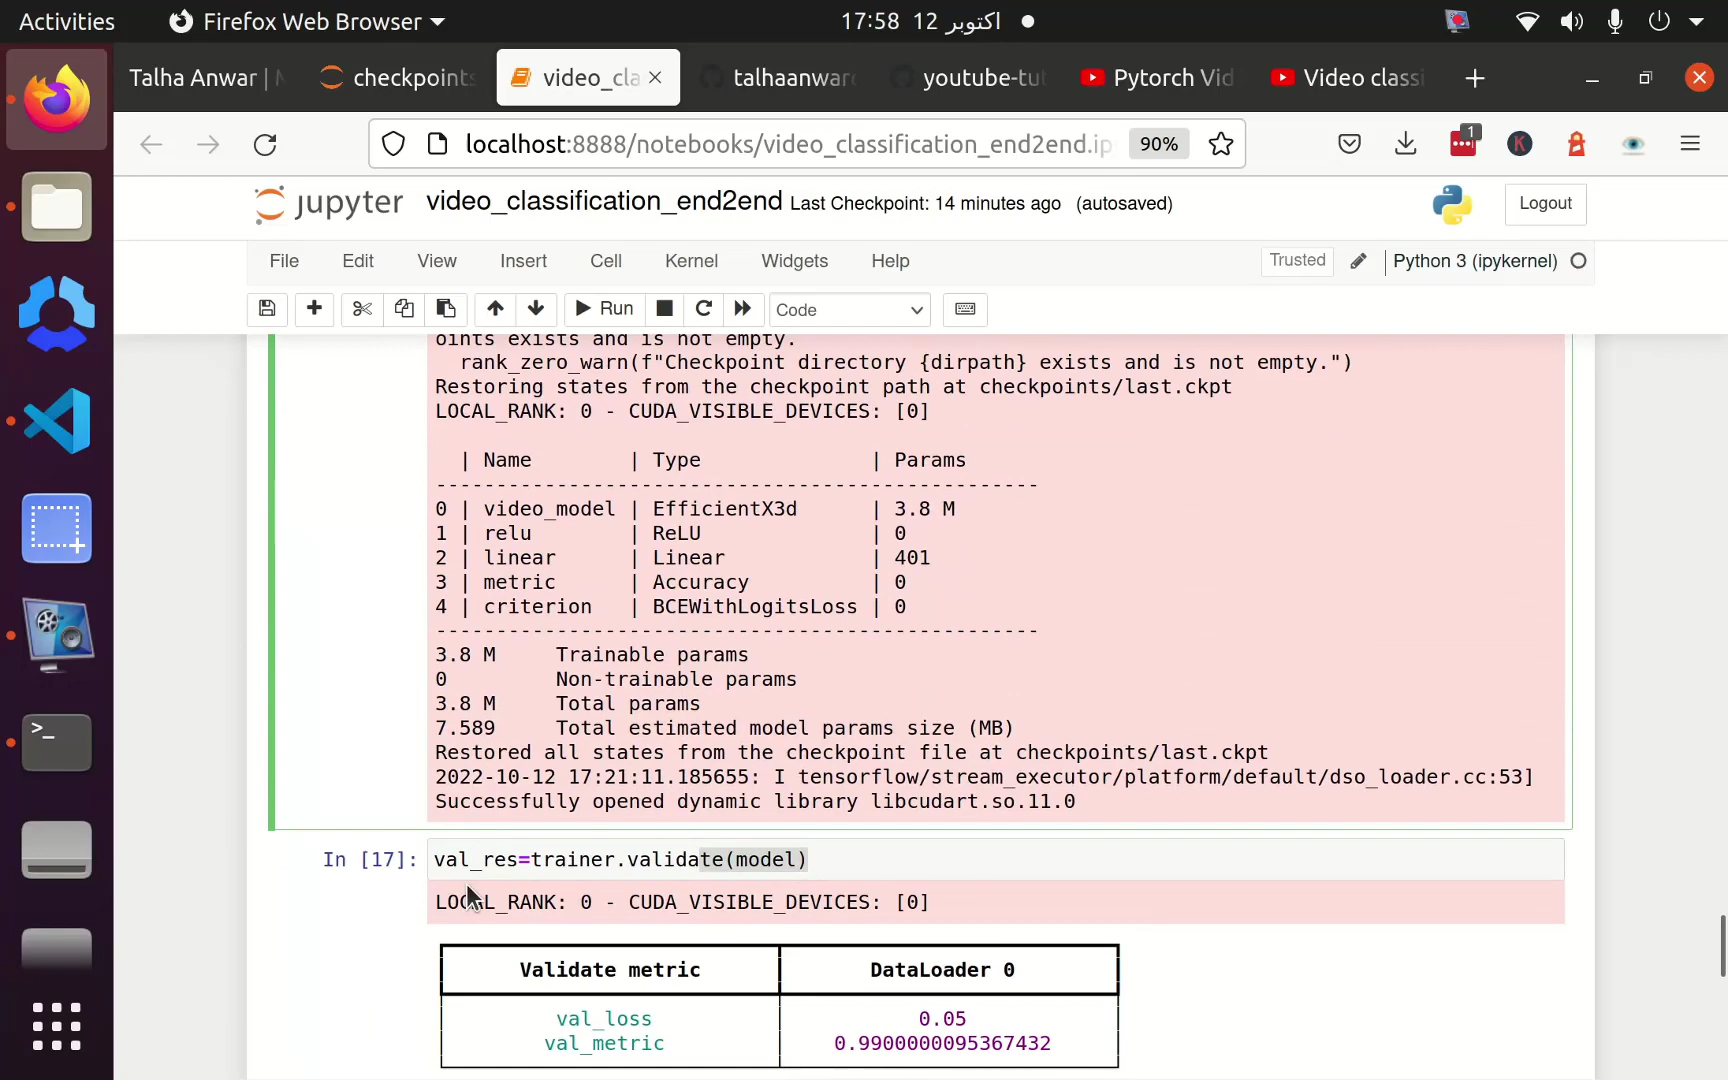 Activities Firefox Web Browser 17:58 12 اکتوبر
Talha Anwar | checkpoints video_cla talhaanwar youtube-tut Pytorch Vid Video classi
localhost:8888/notebooks/video_classification_end2end.ip 90% 1 K
jupyter video_classification_end2end Last Checkpoint: 14 minutes ago (autosaved) Logout
File Edit View Insert Cell Kernel Widgets Help Trusted Python 3 (ipykernel)
Run Code
oints exists and is not empty.
rank_zero_warn(f"Checkpoint directory {dirpath} exists and is not empty.")
Restoring states from the checkpoint path at checkpoints/last.ckpt
LOCAL_RANK: 0 - CUDA_VISIBLE_DEVICES: [0]
| Name | Type | Params
--------------------------------------------------
0 | video_model | EfficientX3d | 3.8 M
1 | relu | ReLU | 0
2 | linear | Linear | 401
3 | metric | Accuracy | 0
4 | criterion | BCEWithLogitsLoss | 0
--------------------------------------------------
3.8 M Trainable params
0 Non-trainable params
3.8 M Total params
7.589 Total estimated model params size (MB)
Restored all states from the checkpoint file at checkpoints/last.ckpt
2022-10-12 17:21:11.185655: I tensorflow/stream_executor/platform/default/dso_loader.cc:53]
Successfully opened dynamic library libcudart.so.11.0
In [17]: val_res=trainer.validate(model)
LOCAL_RANK: 0 - CUDA_VISIBLE_DEVICES: [0]
Validate metric DataLoader 0
val_loss 0.05
val_metric 0.9900000095367432